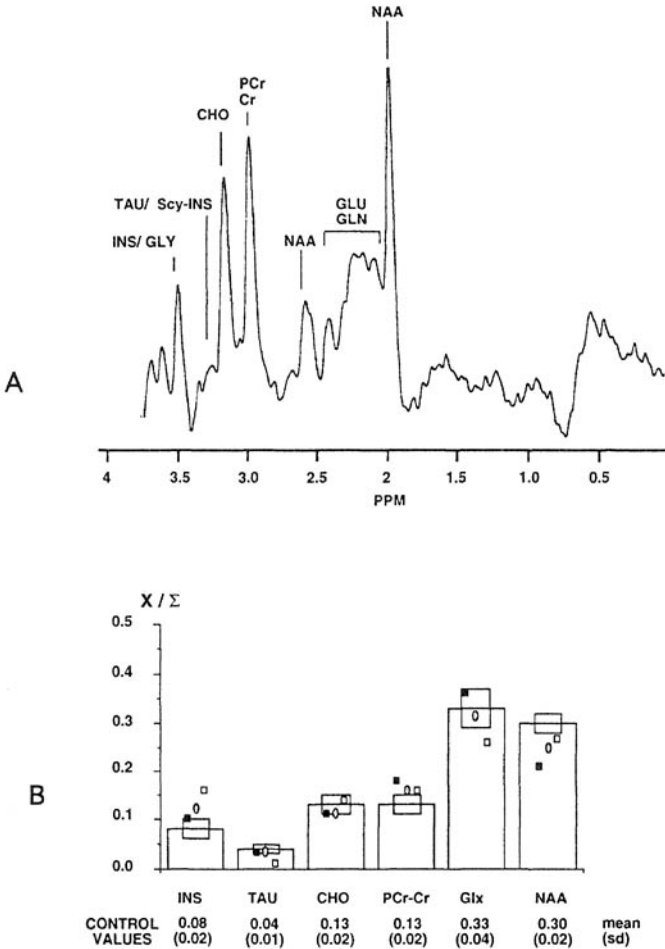 NAA
PCr
Cr
CHO
TAU/ Scy-INS
GLU
GLN
INS/ GLY
NAA
A
4 3.5 3.0 2.5 2 1.5 1.0 0.5
PPM
X / Σ
0.5
0.4
0.3
0.2
0.1
0.0
B
INS TAU CHO PCr-Cr Glx NAA
CONTROL 0.08 0.04 0.13 0.13 0.33 0.30 mean
VALUES (0.02) (0.01) (0.02) (0.02) (0.04) (0.02) (sd)